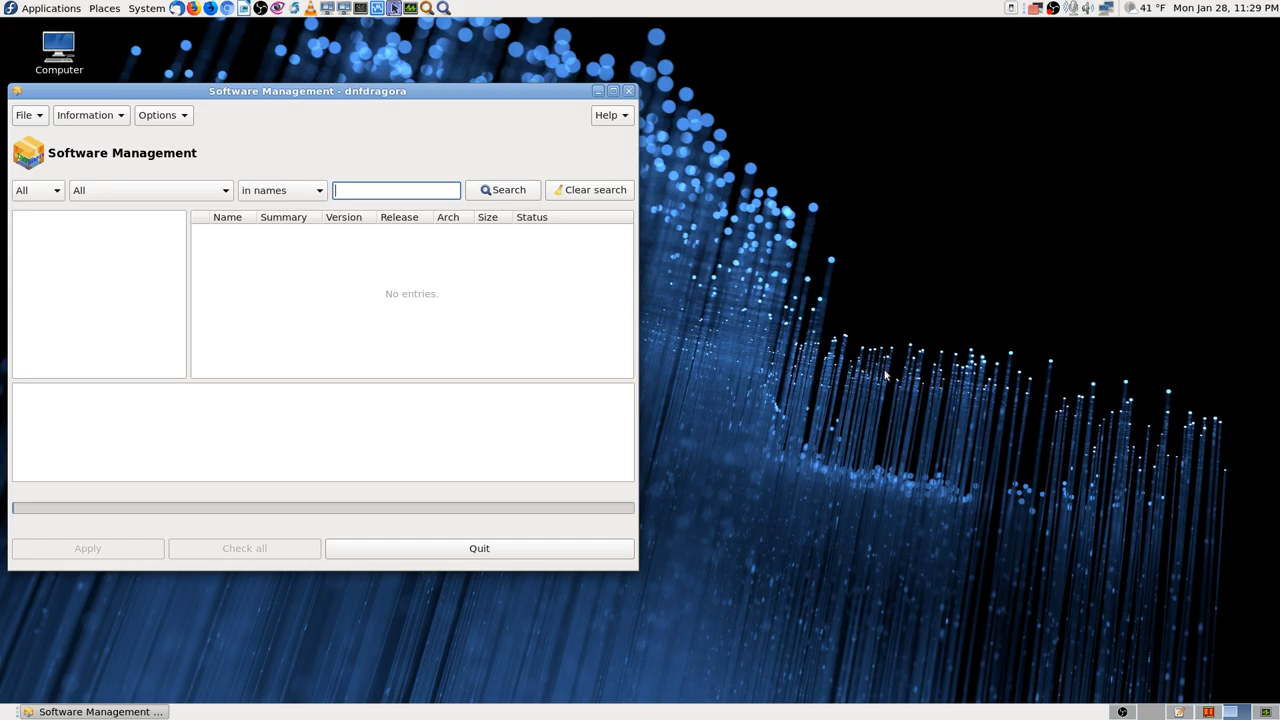 Applications Places System 41 °F Mon Jan 28, 11:29 PM
Computer
Software Management - dnfdragora
File Information Options Help
Software Management
All All in names Search Clear search
Name Summary Version Release Arch Size Status
No entries.
Apply Check all Quit
Software Management ...